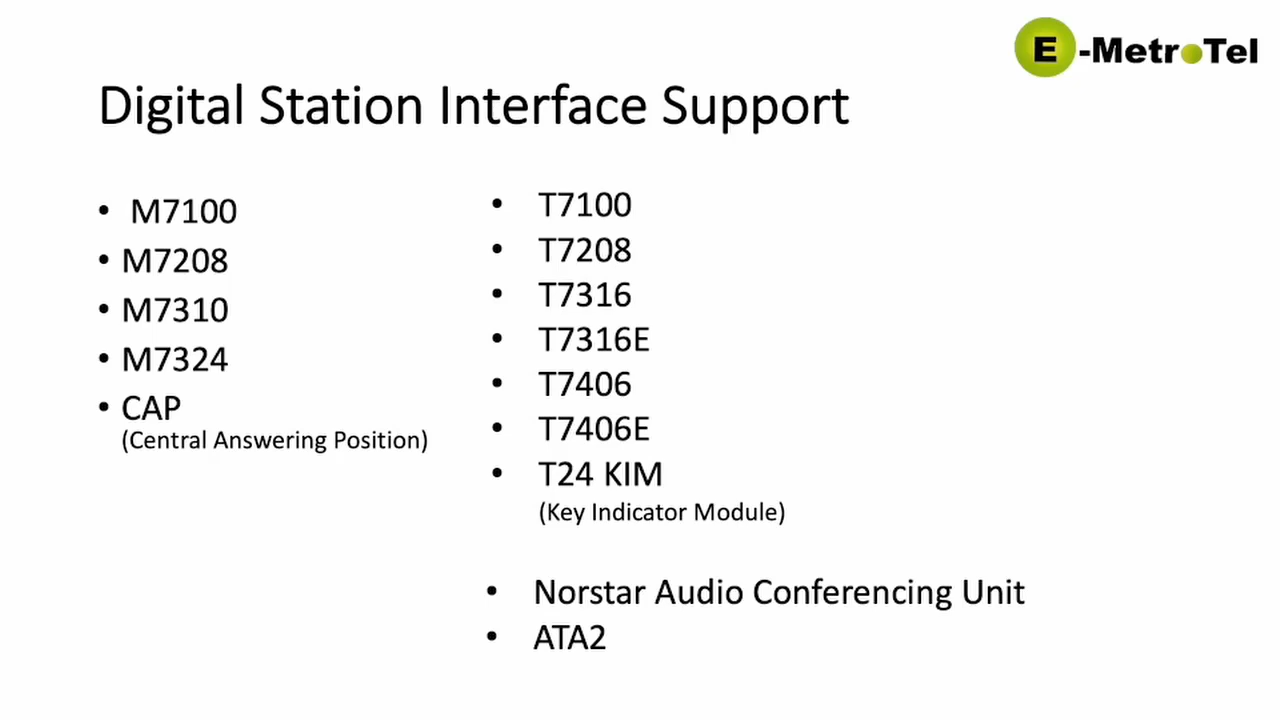 E-MetroTel
Digital Station Interface Support
• M7100
• M7208
• M7310
• M7324
• CAP
(Central Answering Position)
• T7100
• T7208
• T7316
• T7316E
• T7406
• T7406E
• T24 KIM
(Key Indicator Module)
• Norstar Audio Conferencing Unit
• ATA2